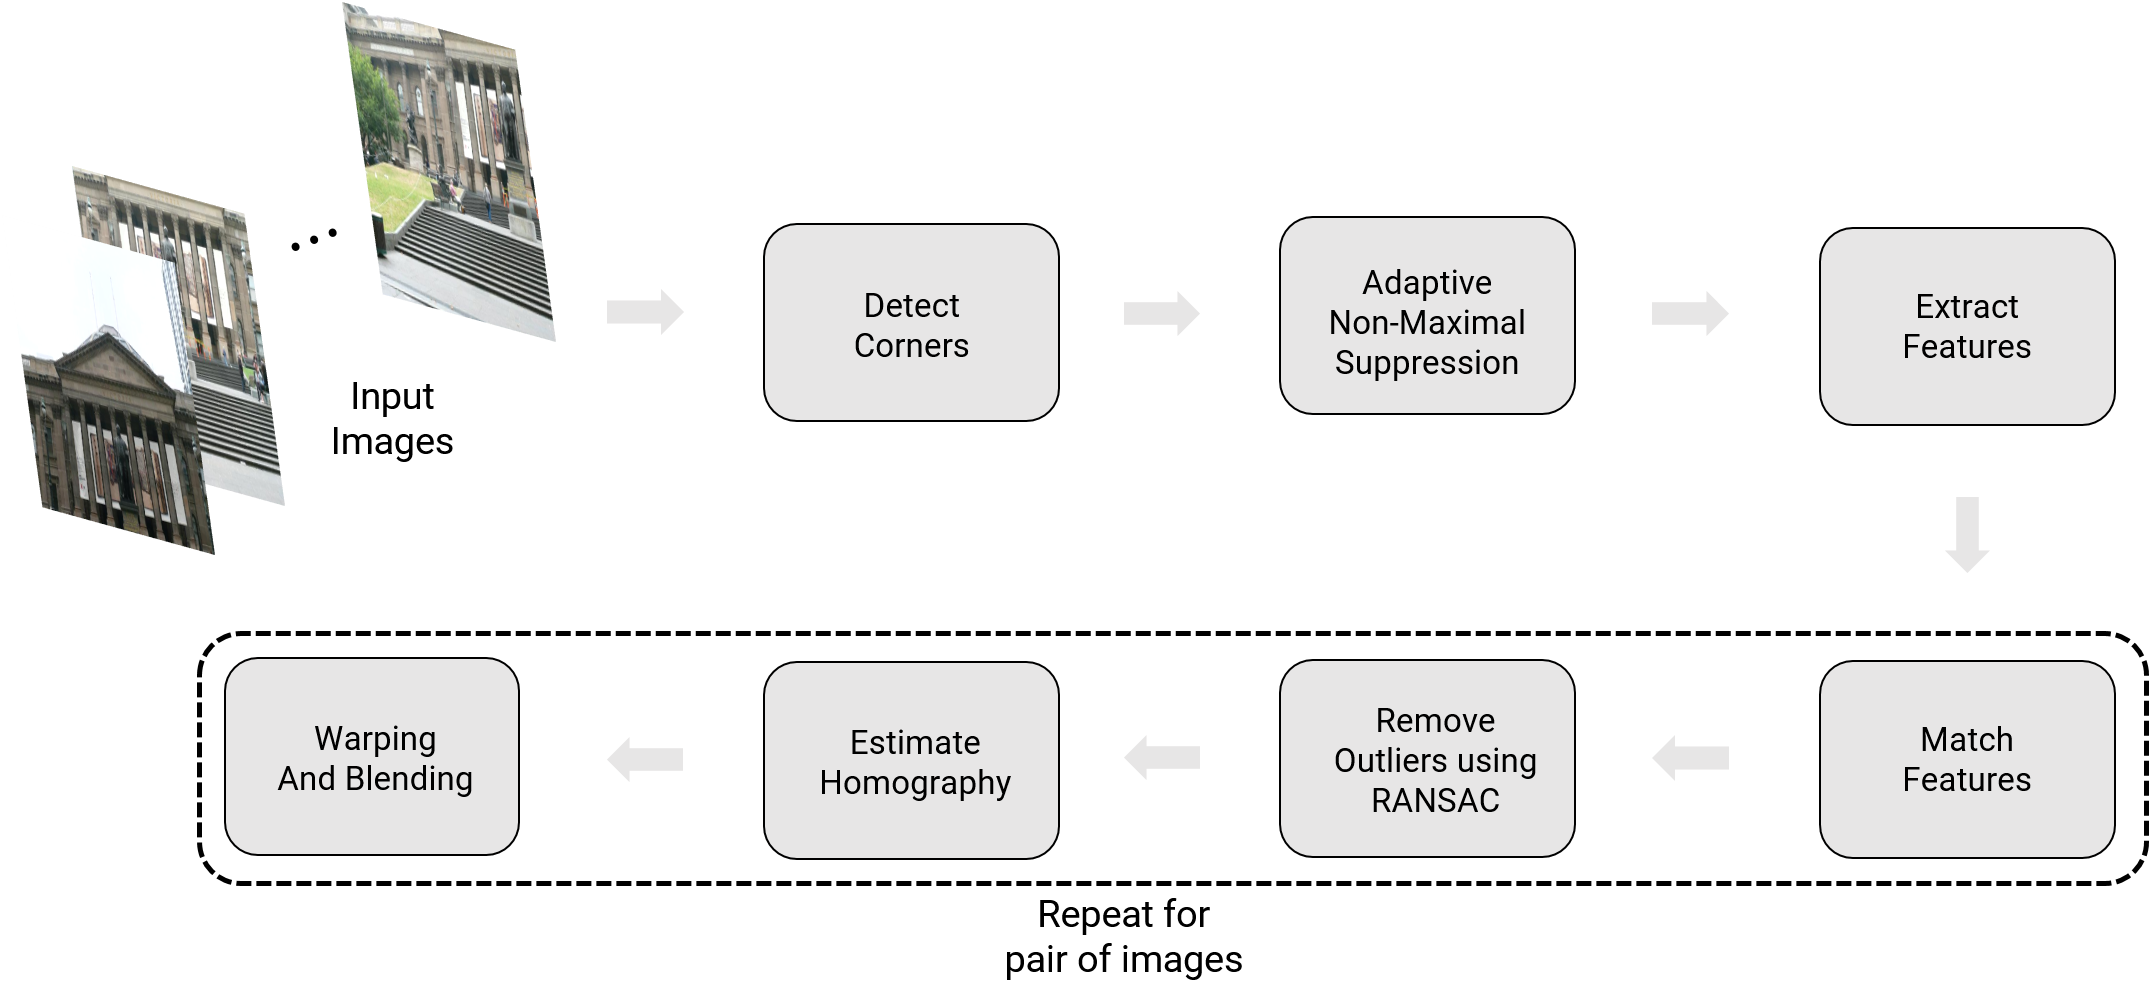 Input
Images
Detect
Corners
Adaptive
Non-Maximal
Suppression
Extract
Features
Match
Features
Remove
Outliers using
RANSAC
Estimate
Homography
Warping
And Blending
Repeat for
pair of images